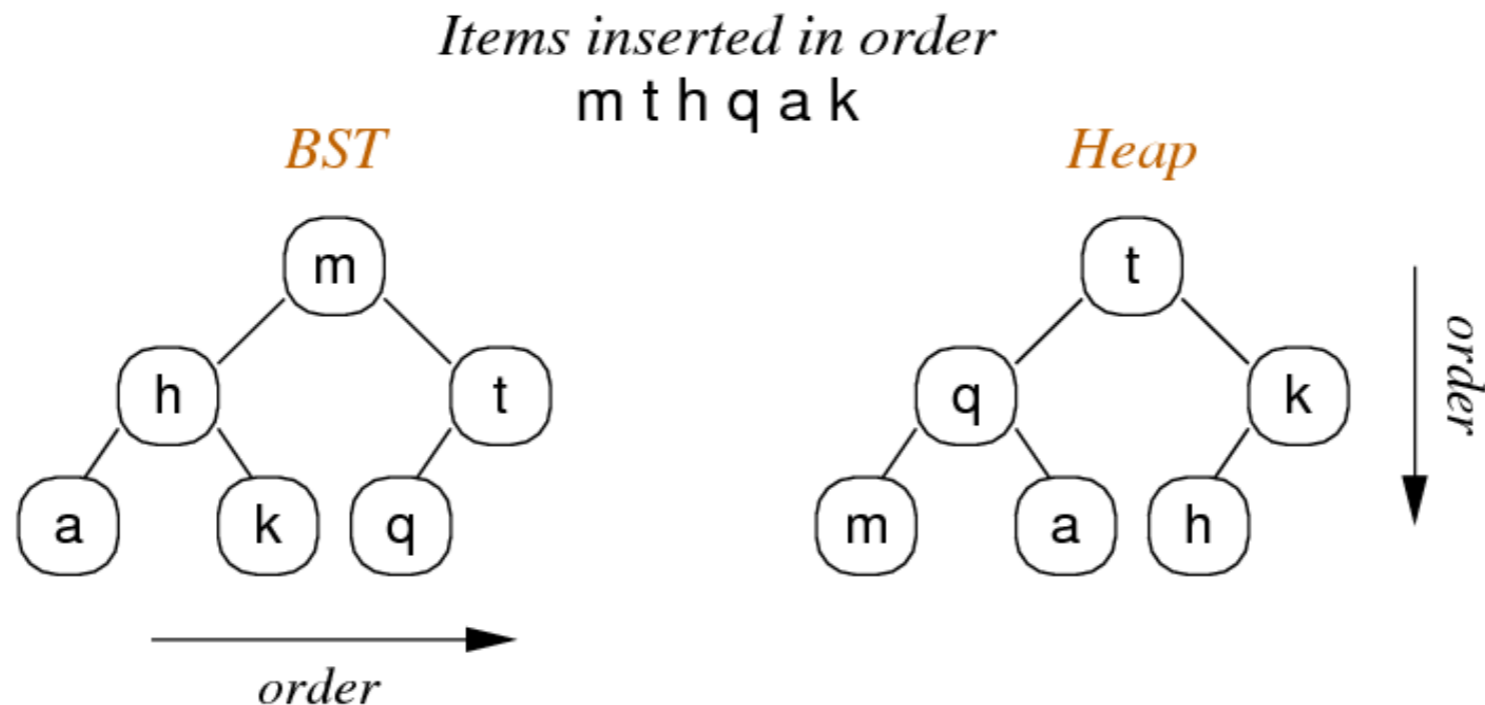 Items inserted in order
m t h q a k
BST
Heap
m
t
h
t
q
k
a
k
q
m
a
h
order
order